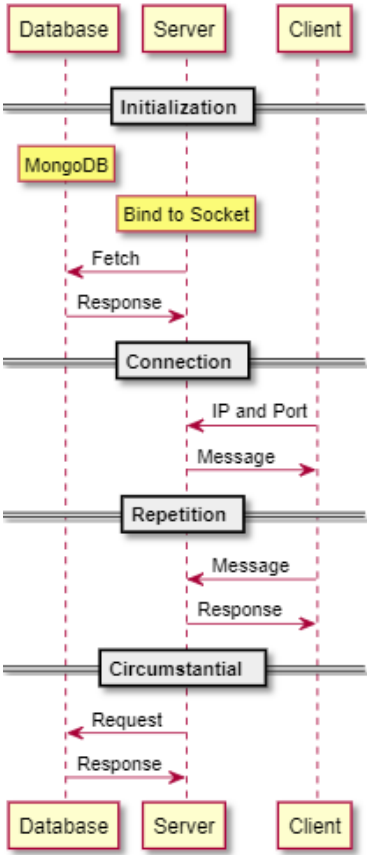 Database Server Client
Initialization
MongoDB
Bind to Socket
Fetch
Response
Connection
IP and Port
Message
Repetition
Message
Response
Circumstantial
Request
Response
Database Server Client